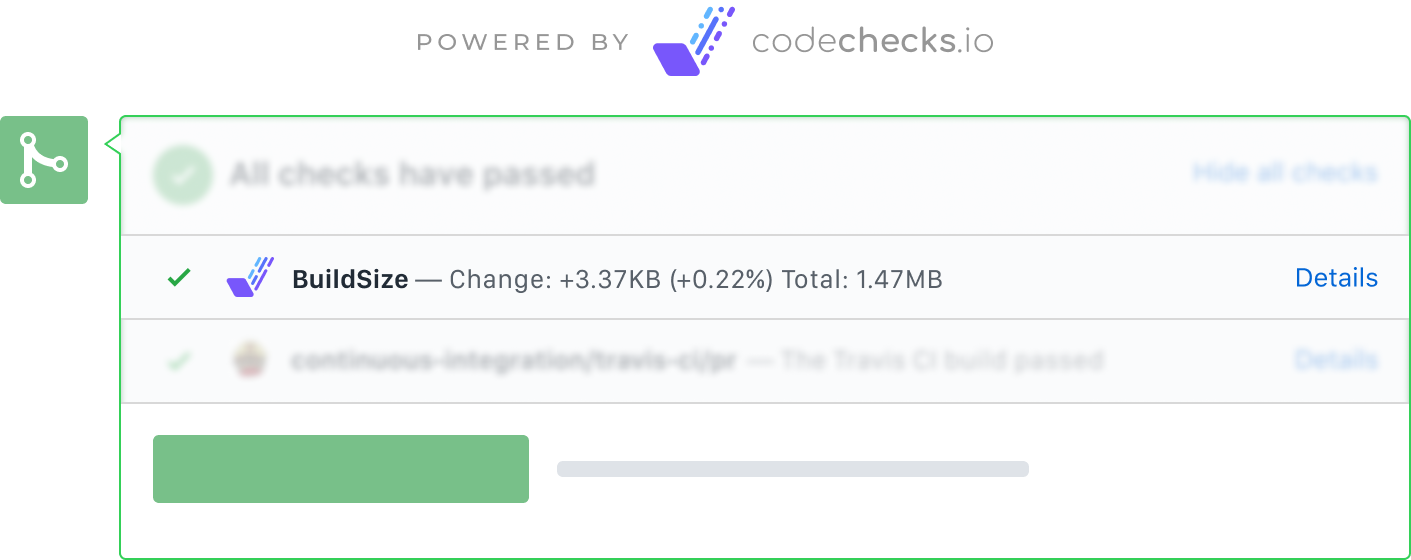 POWERED BY codechecks.io
All checks have passed Hide all checks
BuildSize — Change: +3.37KB (+0.22%) Total: 1.47MB Details
continuous-integration/travis-ci/pr — The Travis CI build passed Details